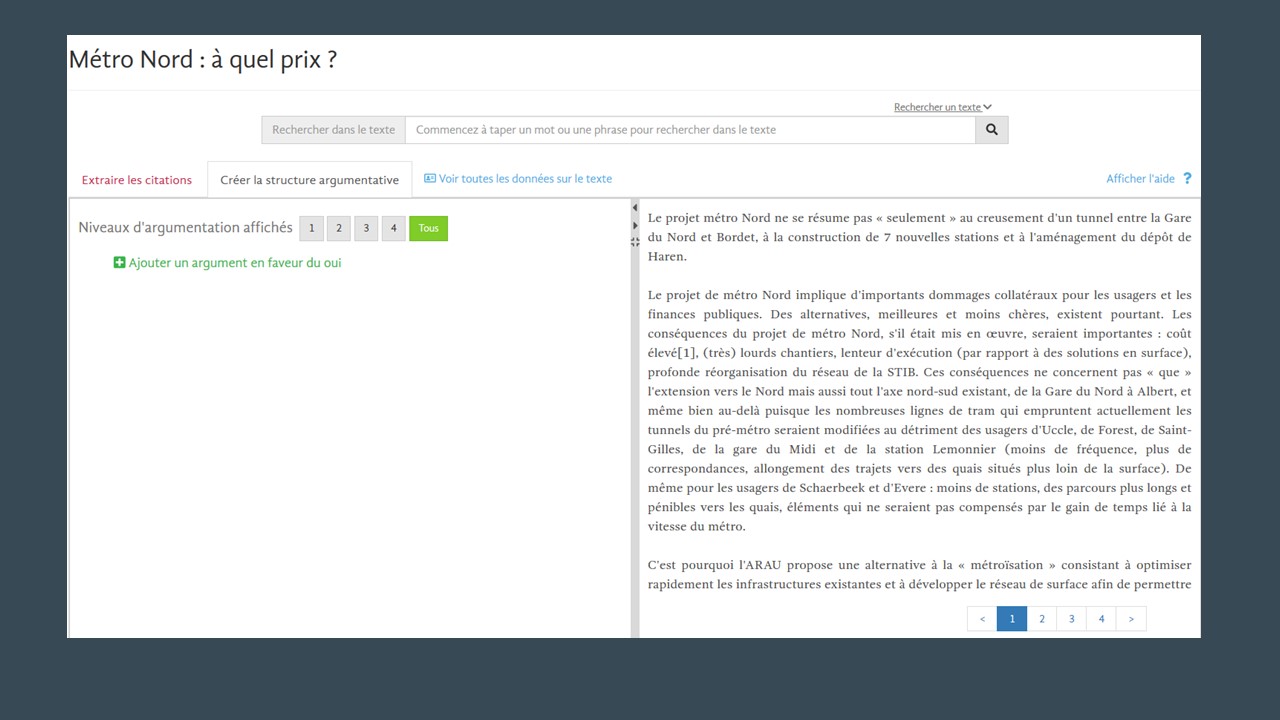 Métro Nord : à quel prix ?
Rechercher un texte
Rechercher dans le texte
Commencez à taper un mot ou une phrase pour rechercher dans le texte
Extraire les citations
Créer la structure argumentative
Voir toutes les données sur le texte
Afficher l'aide ?
Niveaux d'argumentation affichés 1 2 3 4 Tous
Ajouter un argument en faveur du oui
Le projet métro Nord ne se résume pas « seulement » au creusement d'un tunnel entre la Gare
du Nord et Bordet, à la construction de 7 nouvelles stations et à l'aménagement du dépôt de
Haren.
Le projet de métro Nord implique d'importants dommages collatéraux pour les usagers et les
finances publiques. Des alternatives, meilleures et moins chères, existent pourtant. Les
conséquences du projet de métro Nord, s'il était mis en œuvre, seraient importantes : coût
élevé[1], (très) lourds chantiers, lenteur d'exécution (par rapport à des solutions en surface),
profonde réorganisation du réseau de la STIB. Ces conséquences ne concernent pas « que »
l'extension vers le Nord mais aussi tout l'axe nord-sud existant, de la Gare du Nord à Albert, et
même bien au-delà puisque les nombreuses lignes de tram qui empruntent actuellement les
tunnels du pré-métro seraient modifiées au détriment des usagers d'Uccle, de Forest, de Saint-
Gilles, de la gare du Midi et de la station Lemonnier (moins de fréquence, plus de
correspondances, allongement des trajets vers des quais situés plus loin de la surface). De
même pour les usagers de Schaerbeek et d'Evere : moins de stations, des parcours plus longs et
pénibles vers les quais, éléments qui ne seraient pas compensés par le gain de temps lié à la
vitesse du métro.
C'est pourquoi l'ARAU propose une alternative à la « métroïsation » consistant à optimiser
rapidement les infrastructures existantes et à développer le réseau de surface afin de permettre
< 1 2 3 4 >